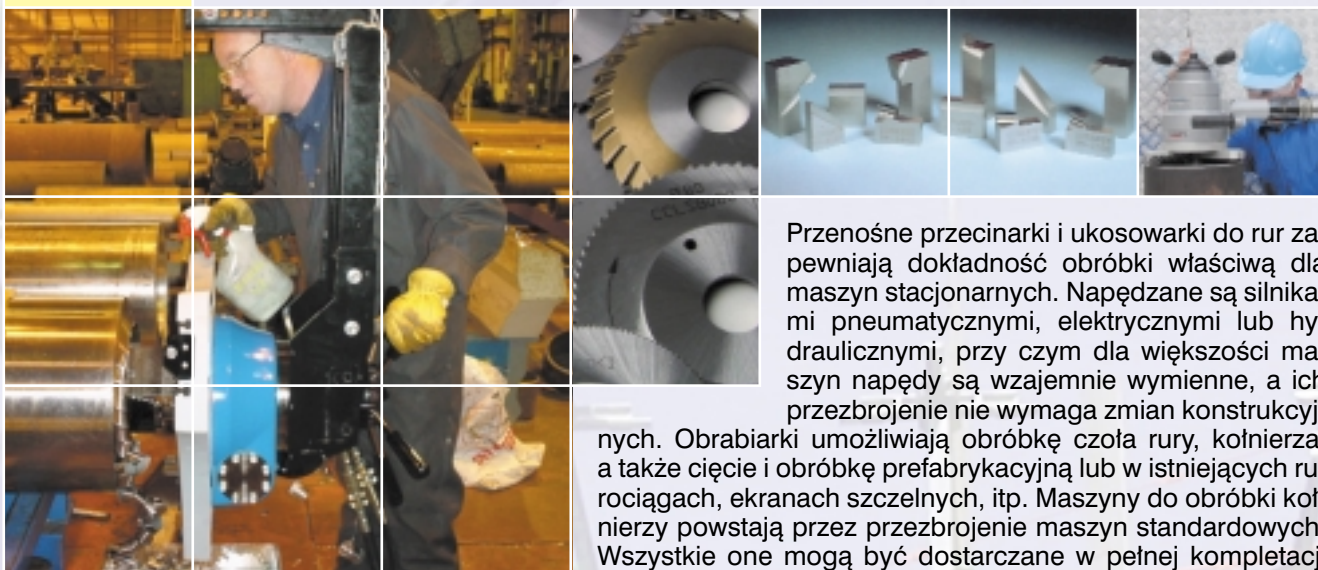 Przenośne przecinarki i ukosowarki do rur za
pewniają dokładność obróbki właściwą dla
maszyn stacjonarnych. Napędzane są silnika
mi pneumatycznymi, elektrycznymi lub hy
draulicznymi, przy czym dla większości ma
szyn napędy są wzajemnie wymienne, a ich
przezbrojenie nie wymaga zmian konstrukcyj
nych. Obrabiarki umożliwiają obróbkę czoła rury, kołnierza
a także cięcie i obróbkę prefabrykacyjną lub w istniejących ru
rociągach, ekranach szczelnych, itp. Maszyny do obróbki koł
nierzy powstają przez przezbrojenie maszyn standardowych
Wszystkie one mogą być dostarczane w pełnej kompletacj